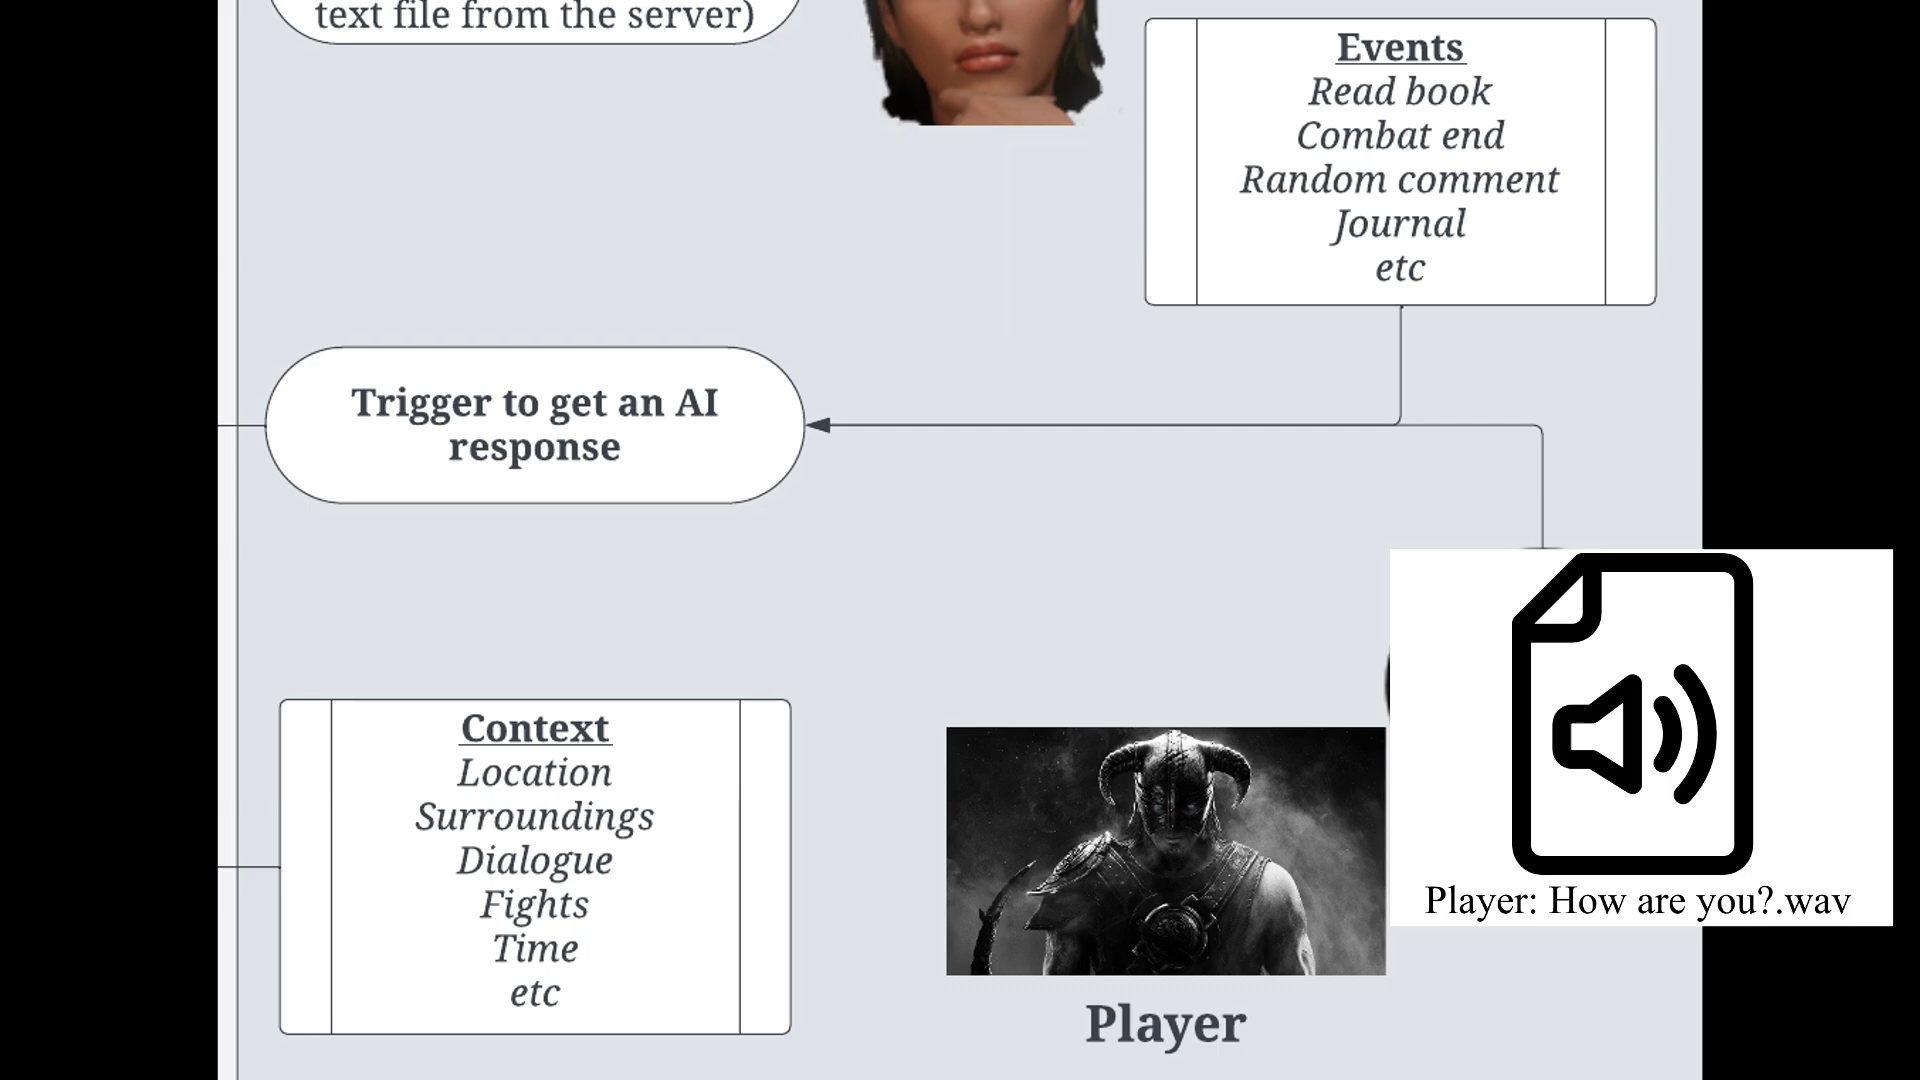 text file from the server)
Events
Read book
Combat end
Random comment
Journal
etc
Trigger to get an AI
response
Context
Location
Surroundings
Dialogue
Fights
Time
etc
Player: How are you?.wav
Player